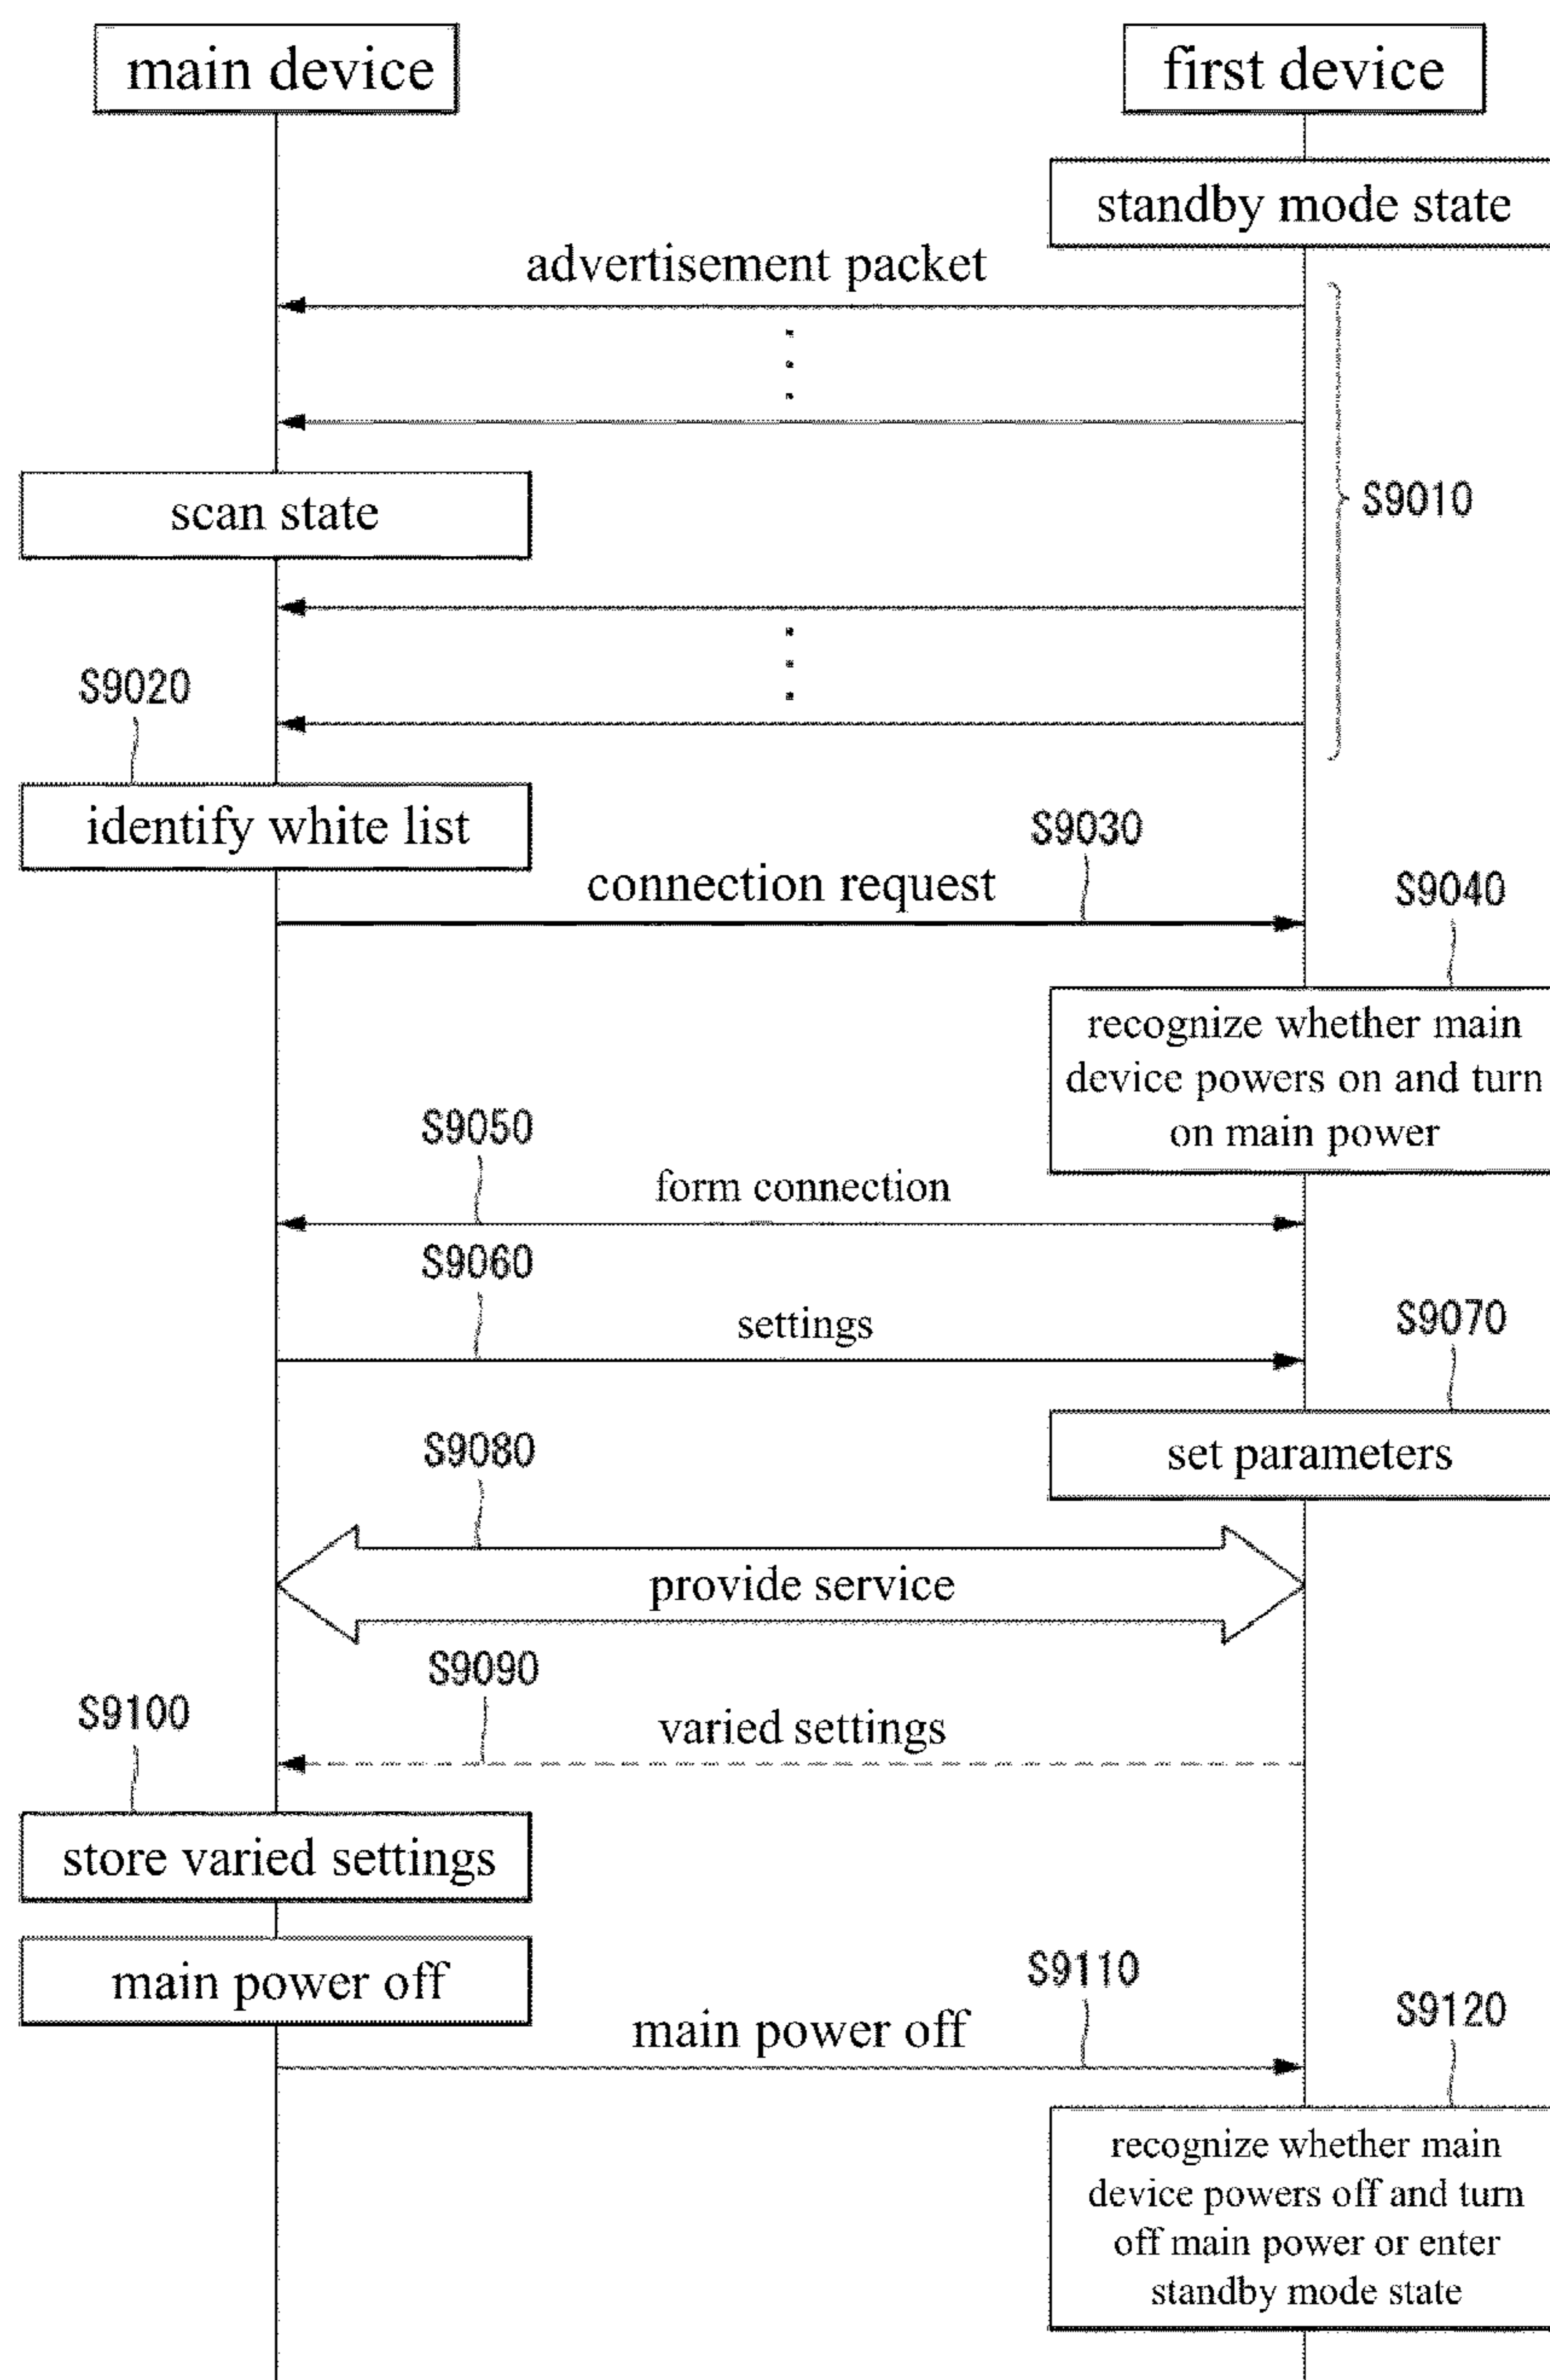 main device
first device
standby mode state
advertisement packet
scan state
S9010
S9020
identify white list
S9030
connection request
S9040
recognize whether main
device powers on and turn
on main power
S9050
form connection
S9060
settings
S9070
set parameters
S9080
provide service
S9090
varied settings
S9100
store varied settings
main power off
S9110
main power off
S9120
recognize whether main
device powers off and turn
off main power or enter
standby mode state